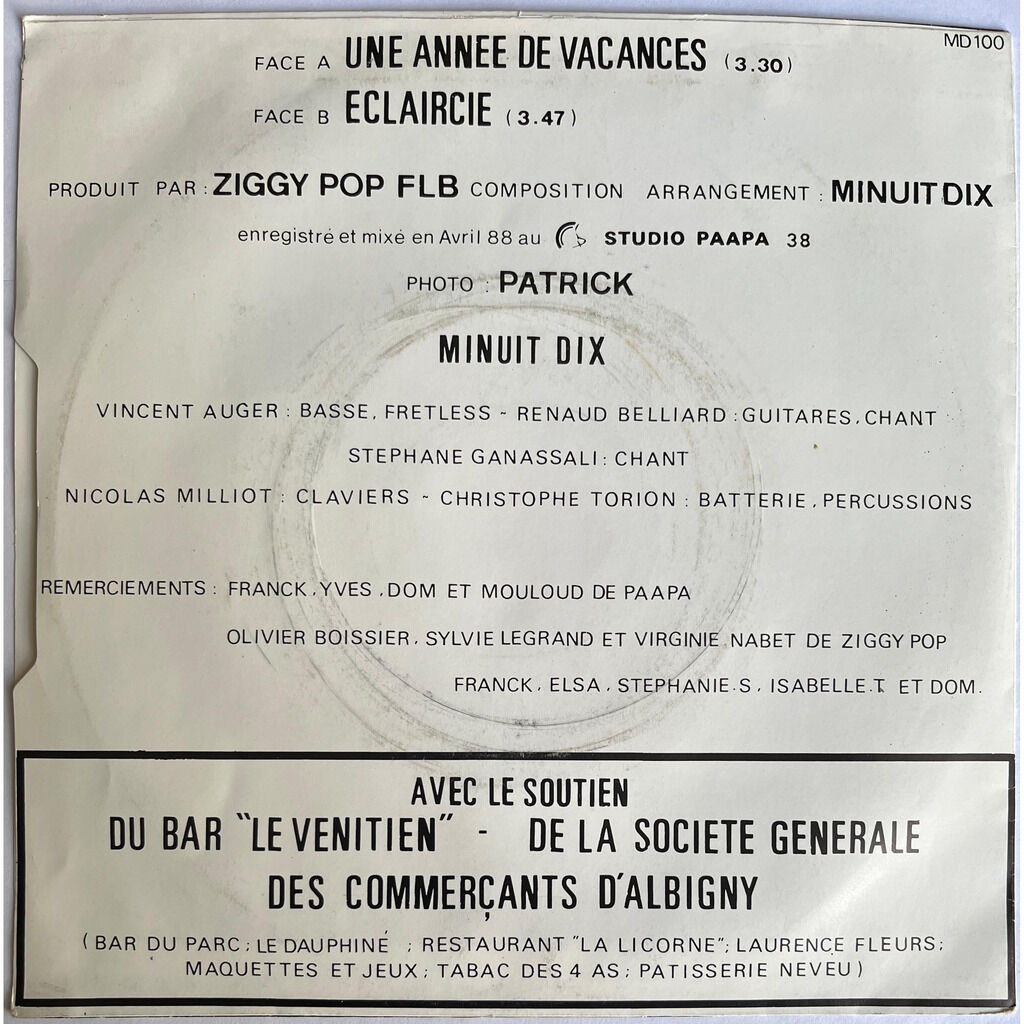 MD100
FACE A UNE ANNEE DE VACANCES (3.30)
FACE B ECLAIRCIE (3.47)
PRODUIT PAR : ZIGGY POP FLB COMPOSITION ARRANGEMENT : MINUIT DIX
enregistré et mixé en Avril 88 au STUDIO PAAPA 38
PHOTO : PATRICK
MINUIT DIX
VINCENT AUGER : BASSE, FRETLESS ~ RENAUD BELLIARD : GUITARES, CHANT
STEPHANE GANASSALI : CHANT
NICOLAS MILLIOT : CLAVIERS ~ CHRISTOPHE TORION : BATTERIE, PERCUSSIONS
REMERCIEMENTS : FRANCK, YVES, DOM ET MOULOUD DE PAAPA
OLIVIER BOISSIER, SYLVIE LEGRAND ET VIRGINIE NABET DE ZIGGY POP
FRANCK, ELSA, STEPHANIE.S, ISABELLE.T. ET DOM.
AVEC LE SOUTIEN
DU BAR "LE VENITIEN" - DE LA SOCIETE GENERALE
DES COMMERÇANTS D'ALBIGNY
(BAR DU PARC ; LE DAUPHINÉ ; RESTAURANT "LA LICORNE"; LAURENCE FLEURS;
MAQUETTES ET JEUX ; TABAC DES 4 AS ; PATISSERIE NEVEU)